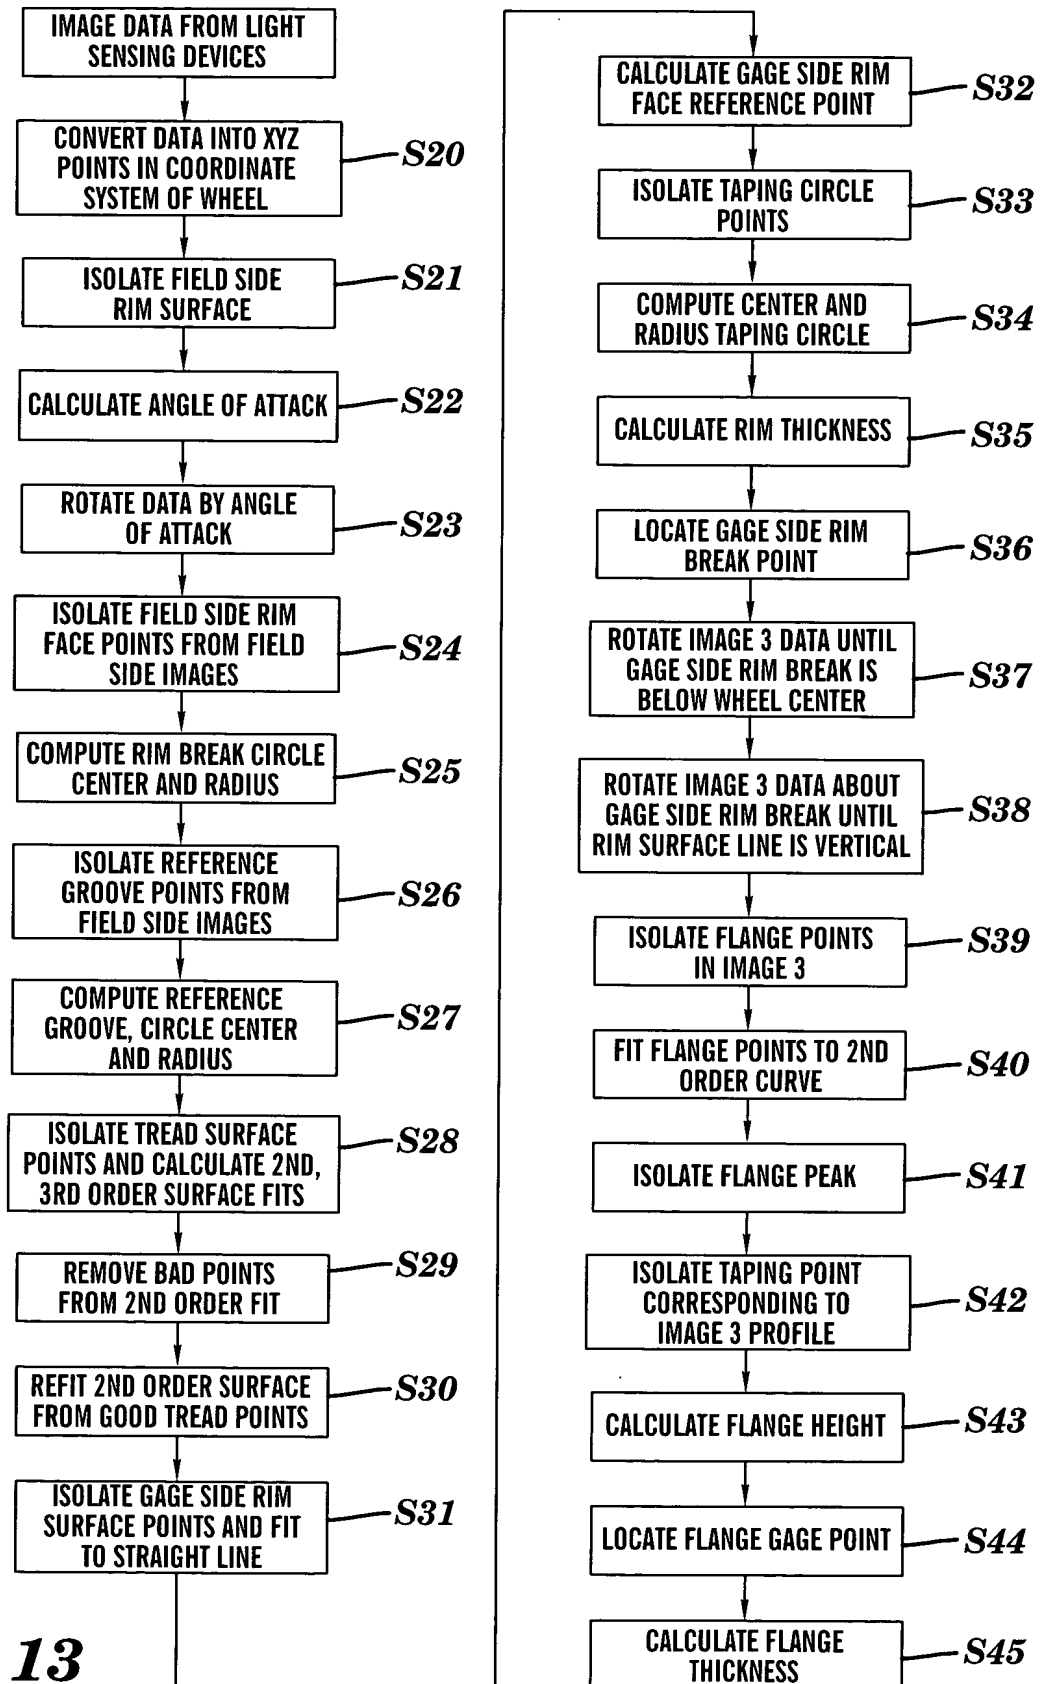 IMAGE DATA FROM LIGHT
SENSING DEVICES
CONVERT DATA INTO XYZ
POINTS IN COORDINATE
SYSTEM OF WHEEL
S20
ISOLATE FIELD SIDE
RIM SURFACE
S21
CALCULATE ANGLE OF ATTACK
S22
ROTATE DATA BY ANGLE
OF ATTACK
S23
ISOLATE FIELD SIDE RIM
FACE POINTS FROM FIELD
SIDE IMAGES
S24
COMPUTE RIM BREAK CIRCLE
CENTER AND RADIUS
S25
ISOLATE REFERENCE
GROOVE POINTS FROM
FIELD SIDE IMAGES
S26
COMPUTE REFERENCE
GROOVE, CIRCLE CENTER
AND RADIUS
S27
ISOLATE TREAD SURFACE
POINTS AND CALCULATE 2ND,
3RD ORDER SURFACE FITS
S28
REMOVE BAD POINTS
FROM 2ND ORDER FIT
S29
REFIT 2ND ORDER SURFACE
FROM GOOD TREAD POINTS
S30
ISOLATE GAGE SIDE RIM
SURFACE POINTS AND FIT
TO STRAIGHT LINE
S31
13
CALCULATE GAGE SIDE RIM
FACE REFERENCE POINT
S32
ISOLATE TAPING CIRCLE
POINTS
S33
COMPUTE CENTER AND
RADIUS TAPING CIRCLE
S34
CALCULATE RIM THICKNESS
S35
LOCATE GAGE SIDE RIM
BREAK POINT
S36
ROTATE IMAGE 3 DATA UNTIL
GAGE SIDE RIM BREAK IS
BELOW WHEEL CENTER
S37
ROTATE IMAGE 3 DATA ABOUT
GAGE SIDE RIM BREAK UNTIL
RIM SURFACE LINE IS VERTICAL
S38
ISOLATE FLANGE POINTS
IN IMAGE 3
S39
FIT FLANGE POINTS TO 2ND
ORDER CURVE
S40
ISOLATE FLANGE PEAK
S41
ISOLATE TAPING POINT
CORRESPONDING TO
IMAGE 3 PROFILE
S42
CALCULATE FLANGE HEIGHT
S43
LOCATE FLANGE GAGE POINT
S44
CALCULATE FLANGE
THICKNESS
S45